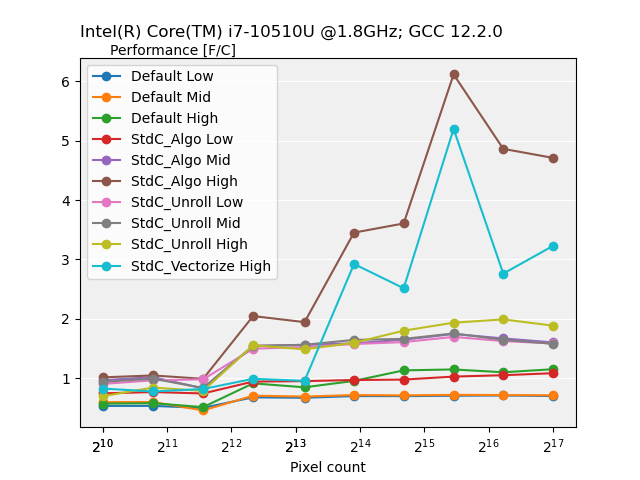 Intel(R) Core(TM) i7-10510U @1.8GHz; GCC 12.2.0
Performance [F/C]
6
5
4
3
2
1
Default Low
Default Mid
Default High
StdC_Algo Low
StdC_Algo Mid
StdC_Algo High
StdC_Unroll Low
StdC_Unroll Mid
StdC_Unroll High
StdC_Vectorize High
2^10 2^11 2^12 2^13 2^14 2^15 2^16 2^17
Pixel count